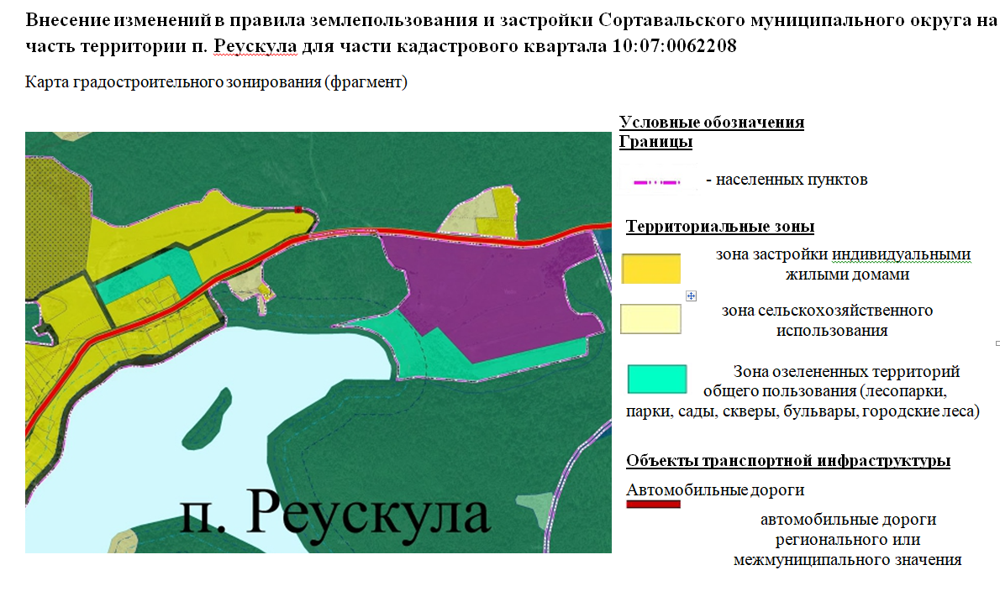 Внесение изменений в правила землепользования и застройки Сортавальского муниципального округа на
часть территории п. Реускула для части кадастрового квартала 10:07:0062208
Карта градостроительного зонирования (фрагмент)
Условные обозначения
Границы
- населенных пунктов
Территориальные зоны
зона застройки индивидуальными
жилыми домами
зона сельскохозяйственного
использования
Зона озелененных территорий
общего пользования (лесопарки,
парки, сады, скверы, бульвары, городские леса)
Объекты транспортной инфраструктуры
Автомобильные дороги
автомобильные дороги
регионального или
межмуниципального значения
п. Реускула